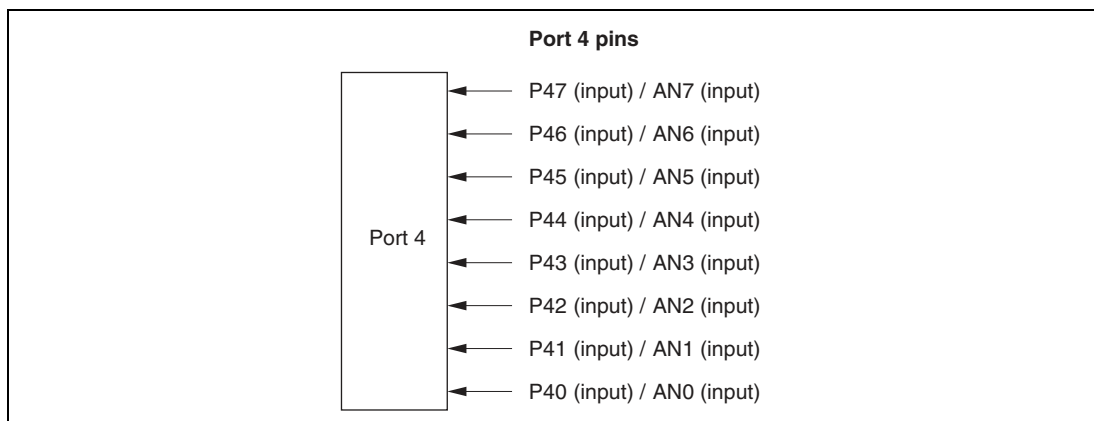 Port 4 pins
P47 (input) / AN7 (input)
P46 (input) / AN6 (input)
P45 (input) / AN5 (input)
P44 (input) / AN4 (input)
Port 4
P43 (input) / AN3 (input)
P42 (input) / AN2 (input)
P41 (input) / AN1 (input)
P40 (input) / AN0 (input)